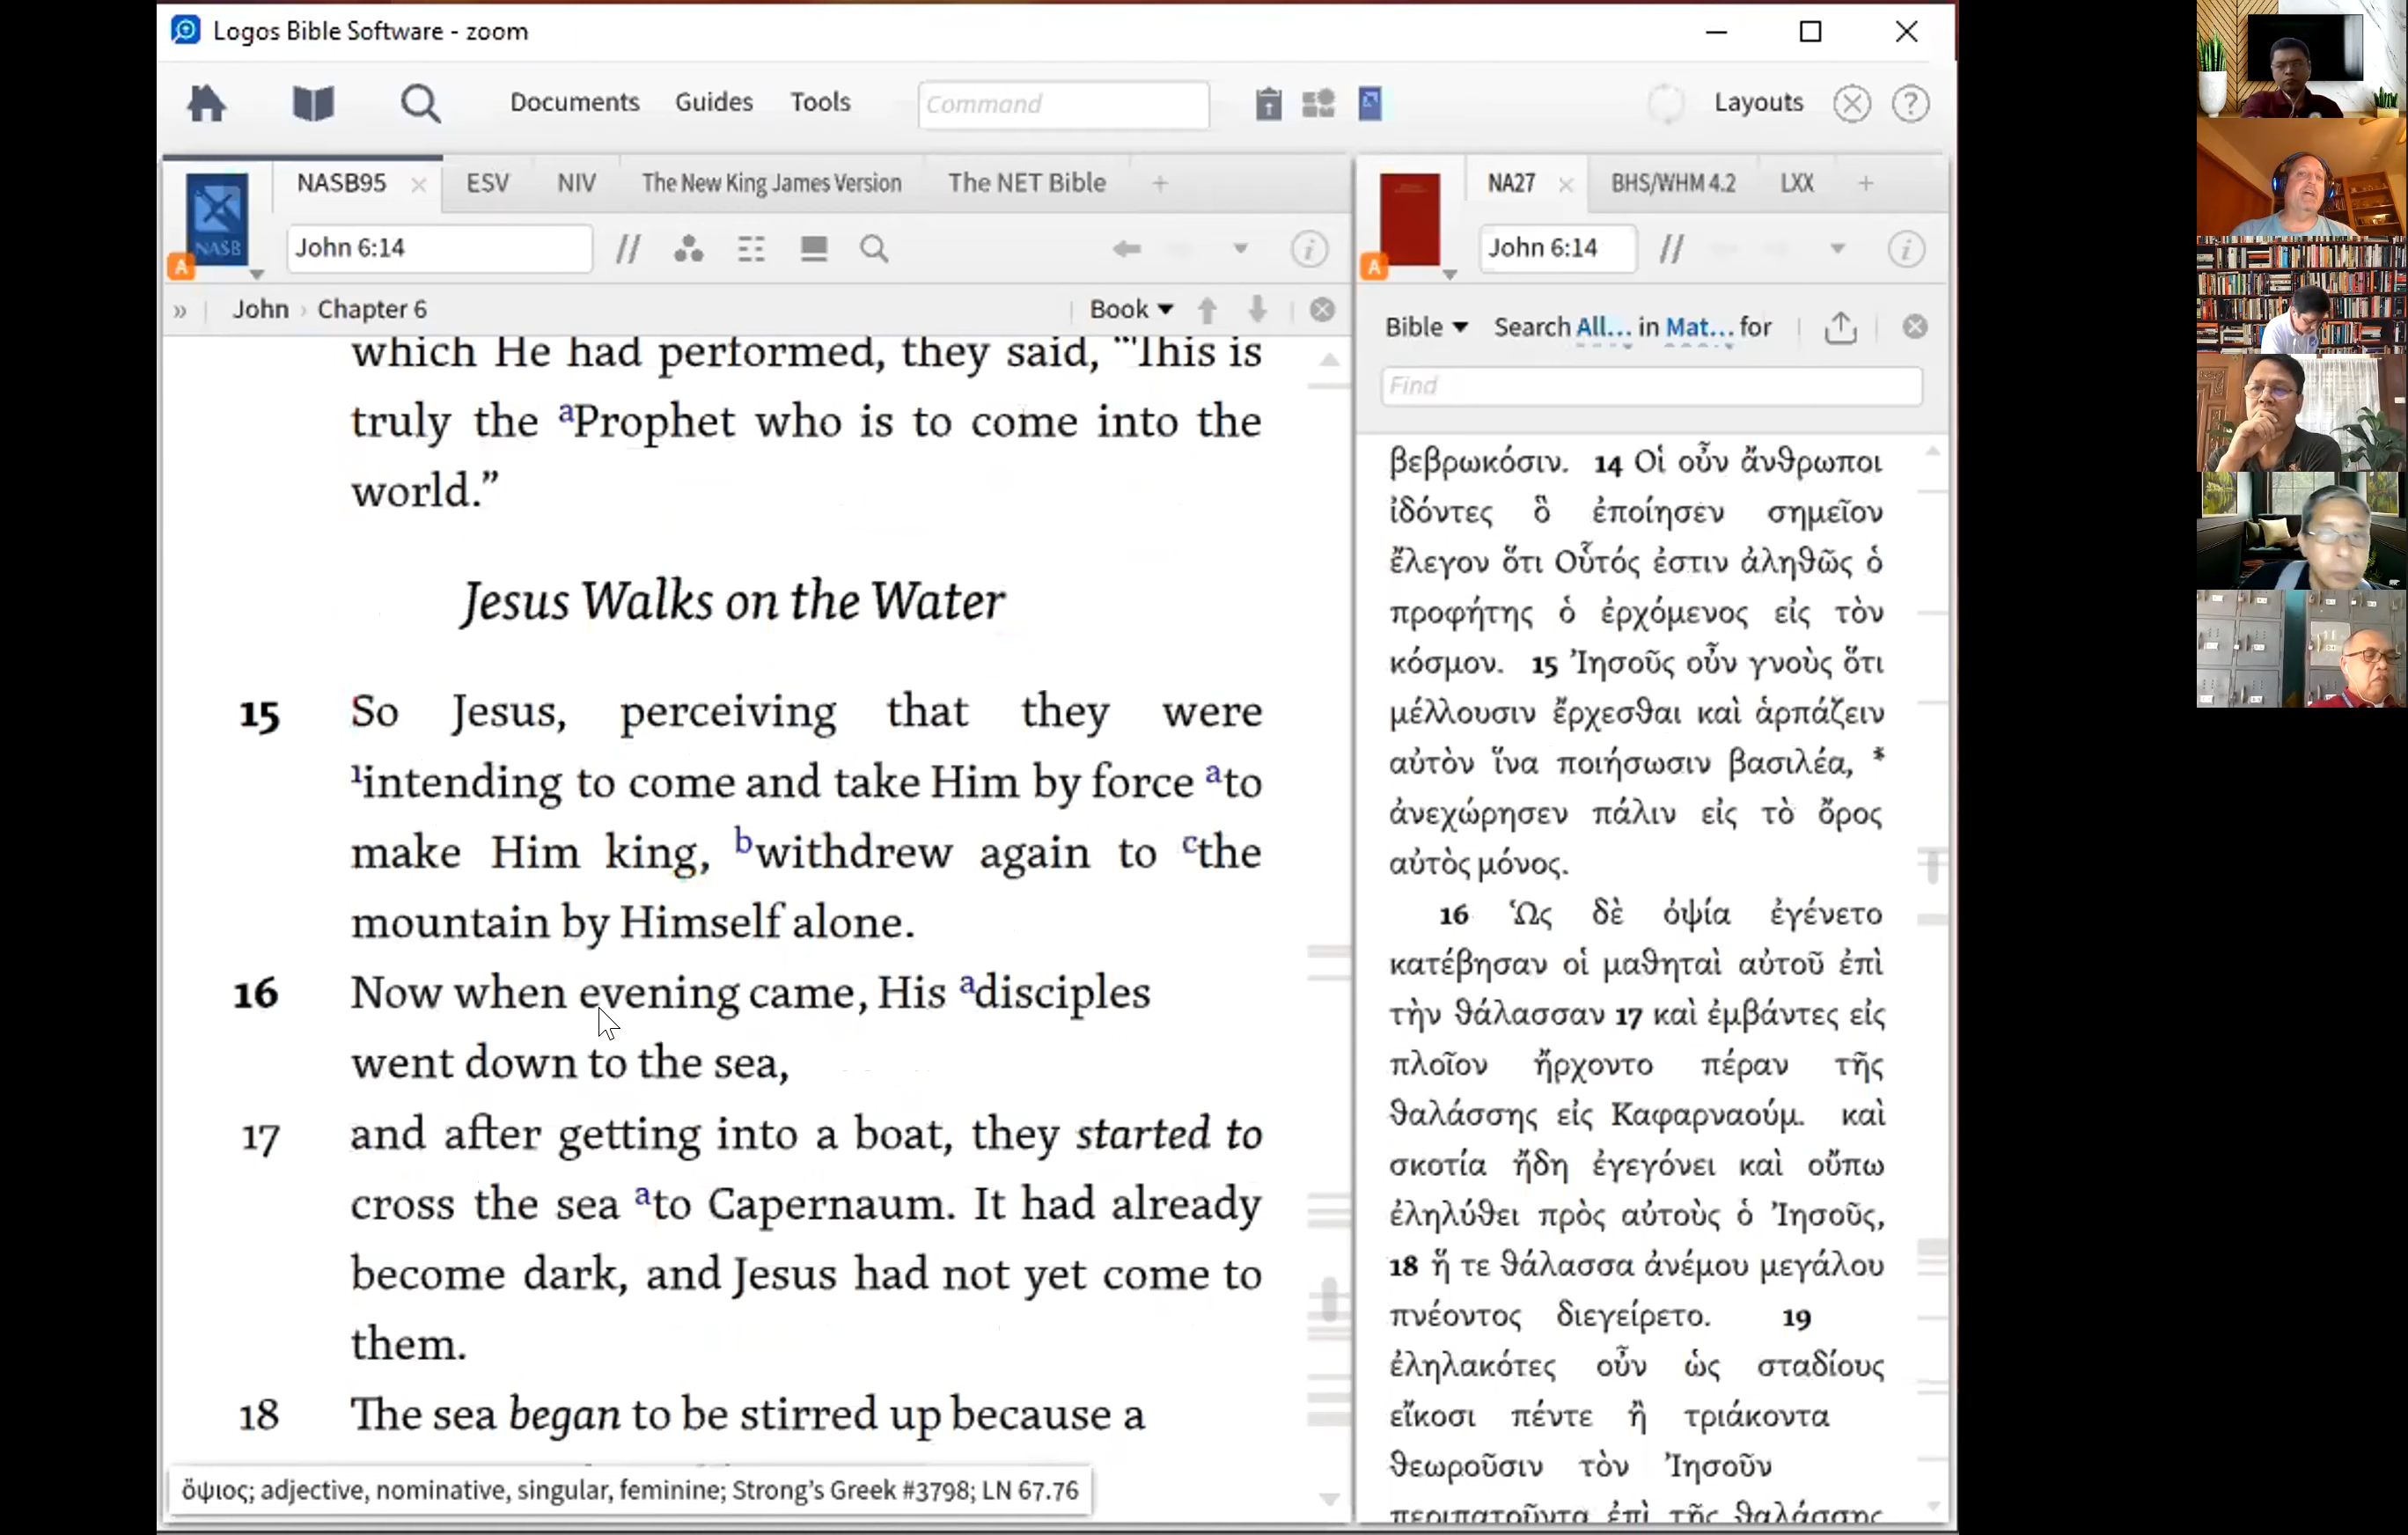 Logos Bible Software - zoom
Documents Guides Tools Command Layouts
NASB95 ESV NIV The New King James Version The NET Bible
NASB
A
John 6:14
John › Chapter 6 Book
which He had performed, they said, “This is
truly the aProphet who is to come into the
world.”
Jesus Walks on the Water
15 So Jesus, perceiving that they were
1intending to come and take Him by force ato
make Him king, bwithdrew again to cthe
mountain by Himself alone.
16 Now when evening came, His adisciples
went down to the sea,
17 and after getting into a boat, they started to
cross the sea ato Capernaum. It had already
become dark, and Jesus had not yet come to
them.
18 The sea began to be stirred up because a
ὄψιος; adjective, nominative, singular, feminine; Strong’s Greek #3798; LN 67.76
NA27 BHS/WHM 4.2 LXX
A
John 6:14
Bible Search All... in Mat... for
Find
βεβρωκόσιν. 14 Οἱ οὖν ἄνθρωποι
ἰδόντες ὃ ἐποίησεν σημεῖον
ἔλεγον ὅτι Οὗτός ἐστιν ἀληθῶς ὁ
προφήτης ὁ ἐρχόμενος εἰς τὸν
κόσμον. 15 Ἰησοῦς οὖν γνοὺς ὅτι
μέλλουσιν ἔρχεσθαι καὶ ἁρπάζειν
αὐτὸν ἵνα ποιήσωσιν βασιλέα, *
ἀνεχώρησεν πάλιν εἰς τὸ ὄρος
αὐτὸς μόνος.
16 Ὡς δὲ ὀψία ἐγένετο
κατέβησαν οἱ μαθηταὶ αὐτοῦ ἐπὶ
τὴν θάλασσαν 17 καὶ ἐμβάντες εἰς
πλοῖον ἤρχοντο πέραν τῆς
θαλάσσης εἰς Καφαρναούμ. καὶ
σκοτία ἤδη ἐγεγόνει καὶ οὔπω
ἐληλύθει πρὸς αὐτοὺς ὁ Ἰησοῦς,
18 ἥ τε θάλασσα ἀνέμου μεγάλου
πνέοντος διεγείρετο. 19
ἐληλακότες οὖν ὡς σταδίους
εἴκοσι πέντε ἢ τριάκοντα
θεωροῦσιν τὸν Ἰησοῦν
περιπατοῦντα ἐπὶ τῆς θαλάσσης